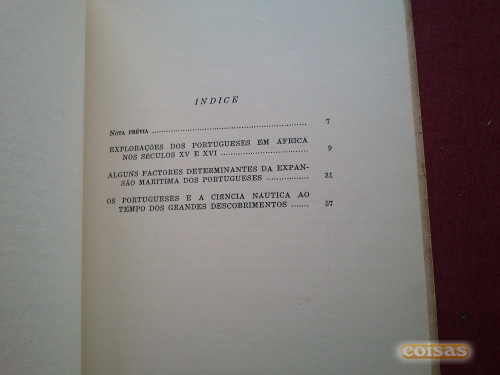 ÍNDICE
NOTA PRÉVIA ........................................................ 7
EXPLORAÇÕES DOS PORTUGUESES EM ÁFRICA
NOS SÉCULOS XV E XVI ............................ 9
ALGUNS FACTORES DETERMINANTES DA EXPAN-
SÃO MARÍTIMA DOS PORTUGUESES ............... 31
OS PORTUGUESES E A CIÊNCIA NÁUTICA AO
TEMPO DOS GRANDES DESCOBRIMENTOS ....... 57
coisas